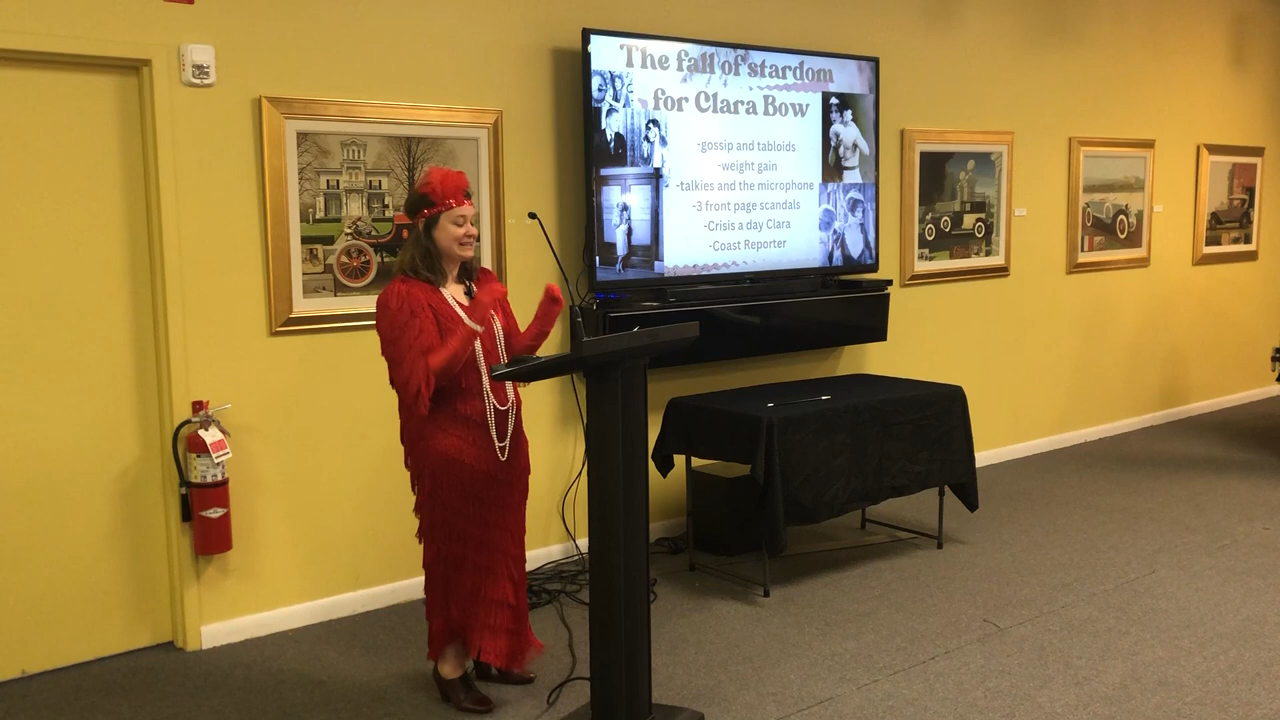 The fall of stardom
for Clara Bow
-gossip and tabloids
-weight gain
-talkies and the microphone
-3 front page scandals
-Crisis a day Clara
-Coast Reporter